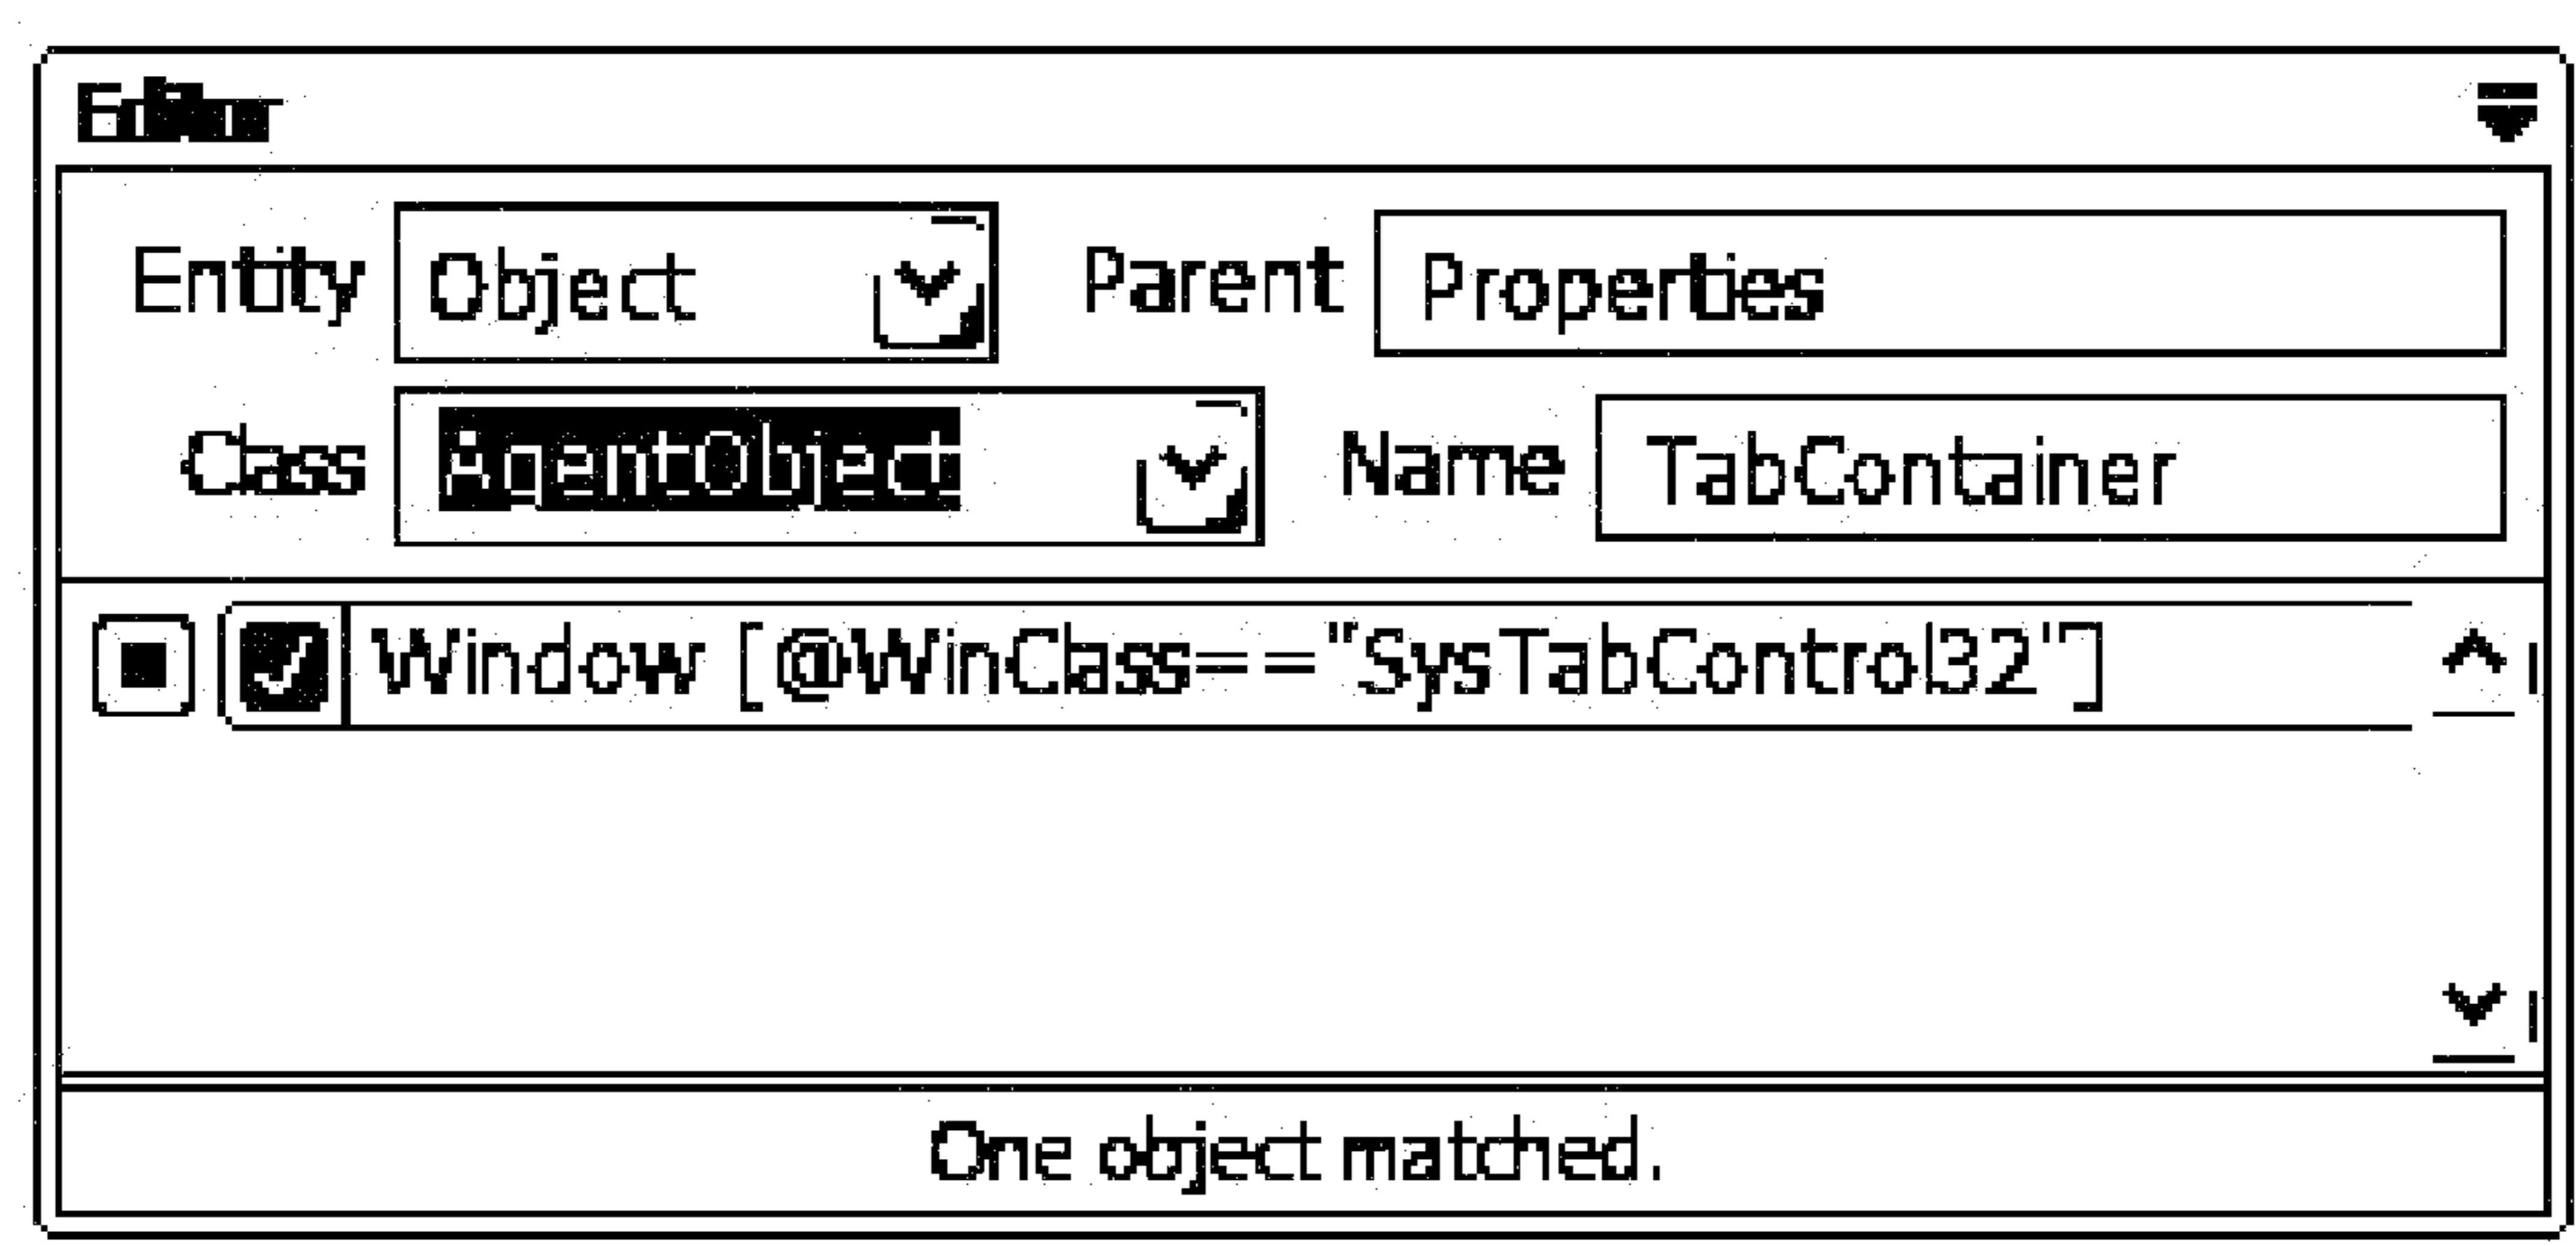 Editor
Entity Object Parent Properties
Class AgentObject Name TabContainer
Window [@WinClass=="SysTabControl32"]
One object matched.